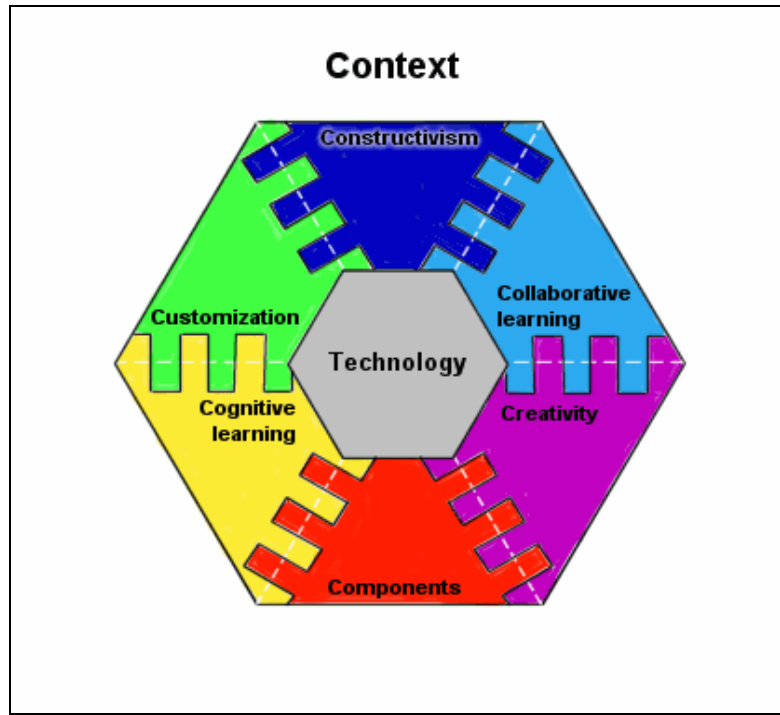 Context
Constructivism
Collaborative
learning
Customization
Technology
Cognitive
learning
Creativity
Components